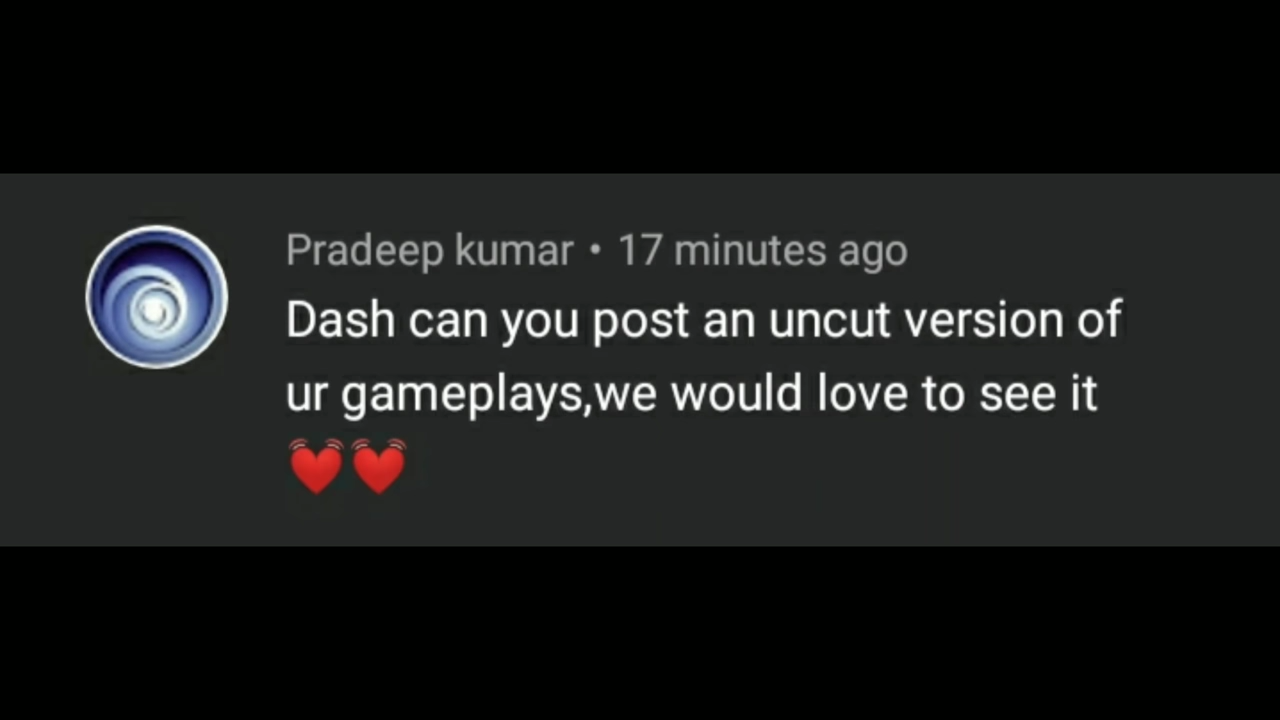 Pradeep kumar • 17 minutes ago
Dash can you post an uncut version of
ur gameplays,we would love to see it
💓💓